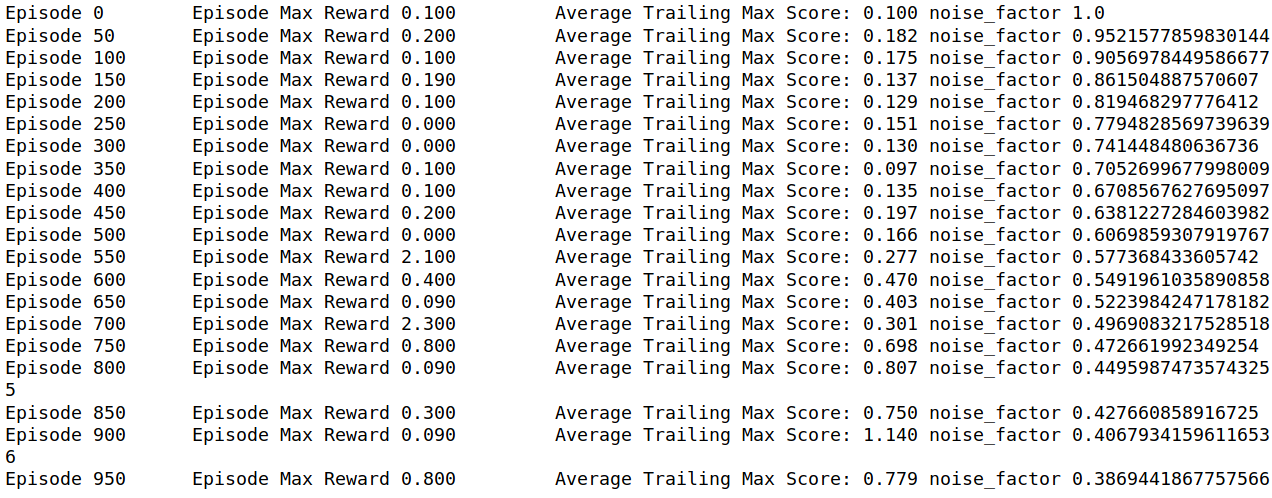 Episode 0 Episode Max Reward 0.100 Average Trailing Max Score: 0.100 noise_factor 1.0
Episode 50 Episode Max Reward 0.200 Average Trailing Max Score: 0.182 noise_factor 0.9521577859830144
Episode 100 Episode Max Reward 0.100 Average Trailing Max Score: 0.175 noise_factor 0.9056978449586677
Episode 150 Episode Max Reward 0.190 Average Trailing Max Score: 0.137 noise_factor 0.861504887570607
Episode 200 Episode Max Reward 0.100 Average Trailing Max Score: 0.129 noise_factor 0.819468297776412
Episode 250 Episode Max Reward 0.000 Average Trailing Max Score: 0.151 noise_factor 0.7794828569739639
Episode 300 Episode Max Reward 0.000 Average Trailing Max Score: 0.130 noise_factor 0.741448480636736
Episode 350 Episode Max Reward 0.100 Average Trailing Max Score: 0.097 noise_factor 0.7052699677998009
Episode 400 Episode Max Reward 0.100 Average Trailing Max Score: 0.135 noise_factor 0.6708567627695097
Episode 450 Episode Max Reward 0.200 Average Trailing Max Score: 0.197 noise_factor 0.6381227284603982
Episode 500 Episode Max Reward 0.000 Average Trailing Max Score: 0.166 noise_factor 0.6069859307919767
Episode 550 Episode Max Reward 2.100 Average Trailing Max Score: 0.277 noise_factor 0.577368433605742
Episode 600 Episode Max Reward 0.400 Average Trailing Max Score: 0.470 noise_factor 0.5491961035890858
Episode 650 Episode Max Reward 0.090 Average Trailing Max Score: 0.403 noise_factor 0.5223984247178182
Episode 700 Episode Max Reward 2.300 Average Trailing Max Score: 0.301 noise_factor 0.4969083217528518
Episode 750 Episode Max Reward 0.800 Average Trailing Max Score: 0.698 noise_factor 0.472661992349254
Episode 800 Episode Max Reward 0.090 Average Trailing Max Score: 0.807 noise_factor 0.4495987473574325
5
Episode 850 Episode Max Reward 0.300 Average Trailing Max Score: 0.750 noise_factor 0.427660858916725
Episode 900 Episode Max Reward 0.090 Average Trailing Max Score: 1.140 noise_factor 0.4067934159611653
6
Episode 950 Episode Max Reward 0.800 Average Trailing Max Score: 0.779 noise_factor 0.3869441867757566